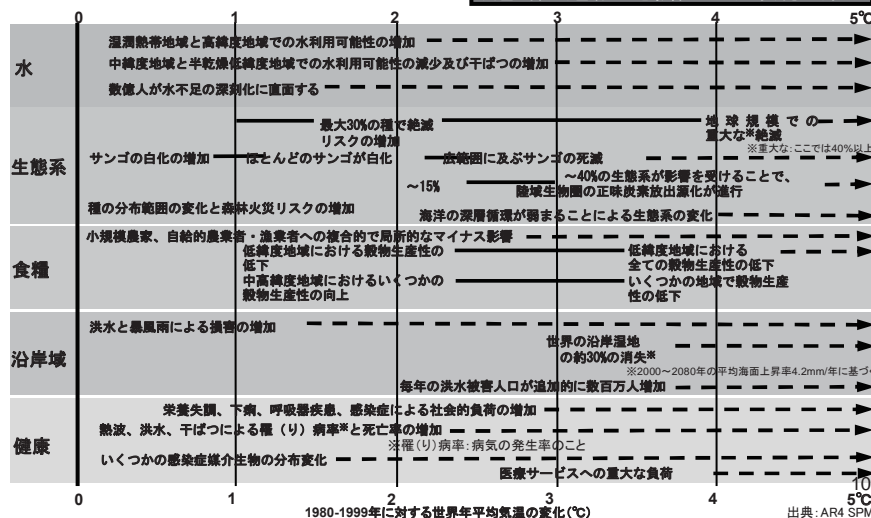 0 1 2 3 4 5℃
水
湿潤熱帯地域と高緯度地域での水利用可能性の増加
中緯度地域と半乾燥低緯度地域での水利用可能性の減少及び干ばつの増加
数億人が水不足の深刻化に直面する
生態系
最大30%の種で絶滅
リスクの増加
地球規模での
重大な※絶滅
※重大な:ここでは40%以上
サンゴの白化の増加
ほとんどのサンゴが白化
広範囲に及ぶサンゴの死滅
～15%
～40%の生態系が影響を受けることで、
陸域生物圏の正味炭素放出源化が進行
種の分布範囲の変化と森林火災リスクの増加
海洋の深層循環が弱まることによる生態系の変化
食糧
小規模農家、自給的農業者・漁業者への複合的で局所的なマイナス影響
低緯度地域における穀物生産性の
低下
低緯度地域における
全ての穀物生産性の低下
中高緯度地域におけるいくつかの
穀物生産性の向上
いくつかの地域で穀物生産
性の低下
沿岸域
洪水と暴風雨による損害の増加
世界の沿岸湿地
の約30%の消失※
※2000～2080年の平均海面上昇率4.2mm/年に基づく
毎年の洪水被害人口が追加的に数百万人増加
健康
栄養失調、下痢、呼吸器疾患、感染症による社会的負荷の増加
熱波、洪水、干ばつによる罹（り）病率※と死亡率の増加
※罹(り)病率:病気の発生率のこと
いくつかの感染症媒介生物の分布変化
医療サービスへの重大な負荷
10
0 1 2 3 4 5℃
1980-1999年に対する世界年平均気温の変化(℃)
出典:AR4 SPM